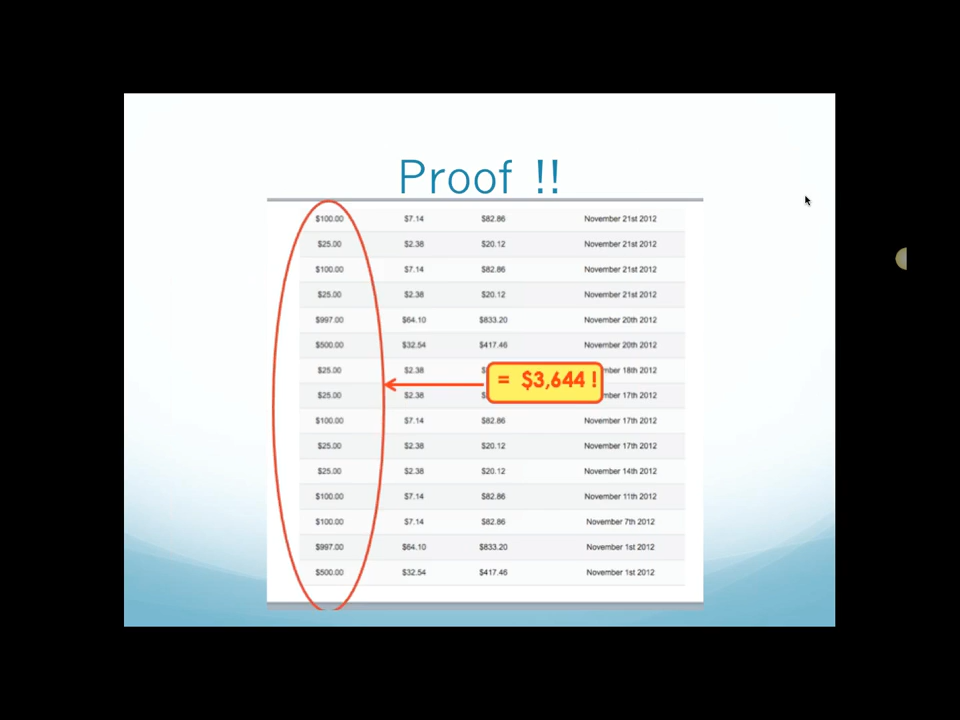 Proof !!
$100.00 $7.14 $82.86 November 21st 2012
$25.00 $2.38 $20.12 November 21st 2012
$100.00 $7.14 $82.86 November 21st 2012
$25.00 $2.38 $20.12 November 21st 2012
$997.00 $64.10 $833.20 November 20th 2012
$500.00 $32.54 $417.46 November 20th 2012
$25.00 $2.38 $ mber 18th 2012
= $3,644 !
$25.00 $2.38 $ mber 17th 2012
$100.00 $7.14 $82.86 November 17th 2012
$25.00 $2.38 $20.12 November 17th 2012
$25.00 $2.38 $20.12 November 14th 2012
$100.00 $7.14 $82.86 November 11th 2012
$100.00 $7.14 $82.86 November 7th 2012
$997.00 $64.10 $833.20 November 1st 2012
$500.00 $32.54 $417.46 November 1st 2012